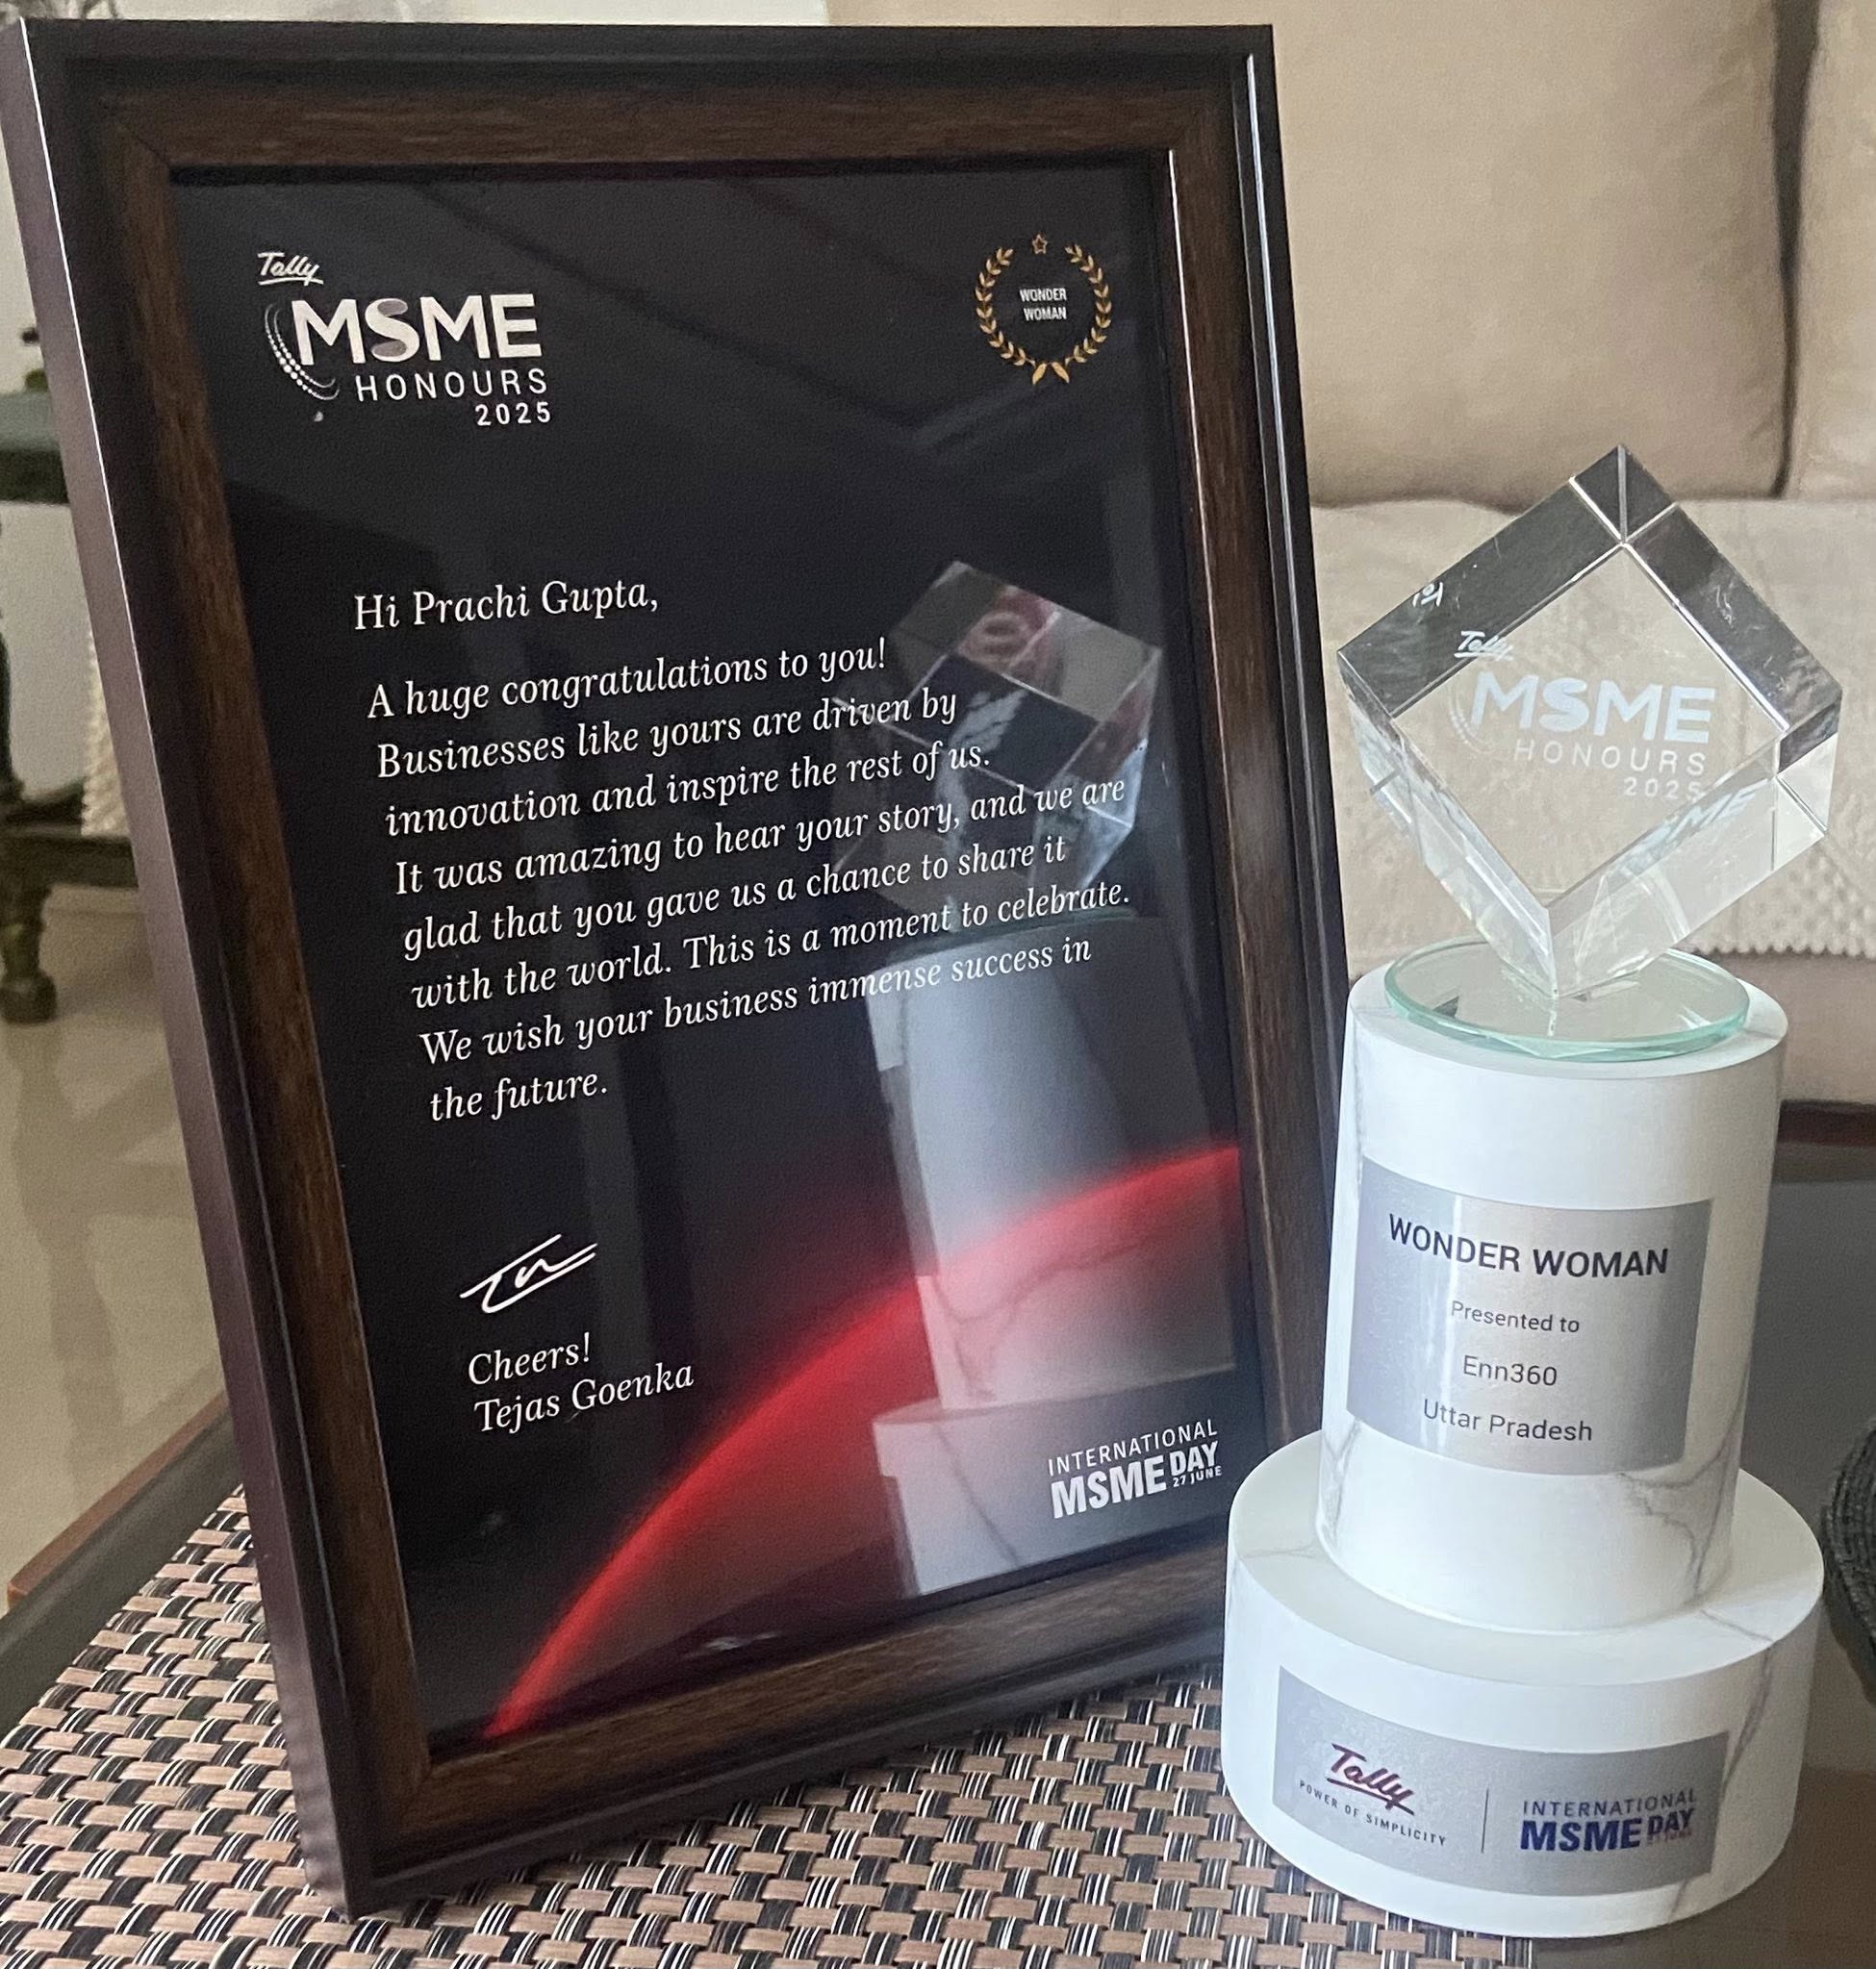 Tally
MSME
HONOURS
2025
WONDER
WOMAN
Hi Prachi Gupta,
A huge congratulations to you!
Businesses like yours are driven by
innovation and inspire the rest of us.
It was amazing to hear your story, and we are
glad that you gave us a chance to share it
with the world. This is a moment to celebrate.
We wish your business immense success in
the future.
Cheers!
Tejas Goenka
INTERNATIONAL
MSME DAY
27 JUNE
Tally
MSME
HONOURS
2025
WONDER WOMAN
Presented to
Enn360
Uttar Pradesh
Tally
POWER OF SIMPLICITY
INTERNATIONAL
MSME DAY